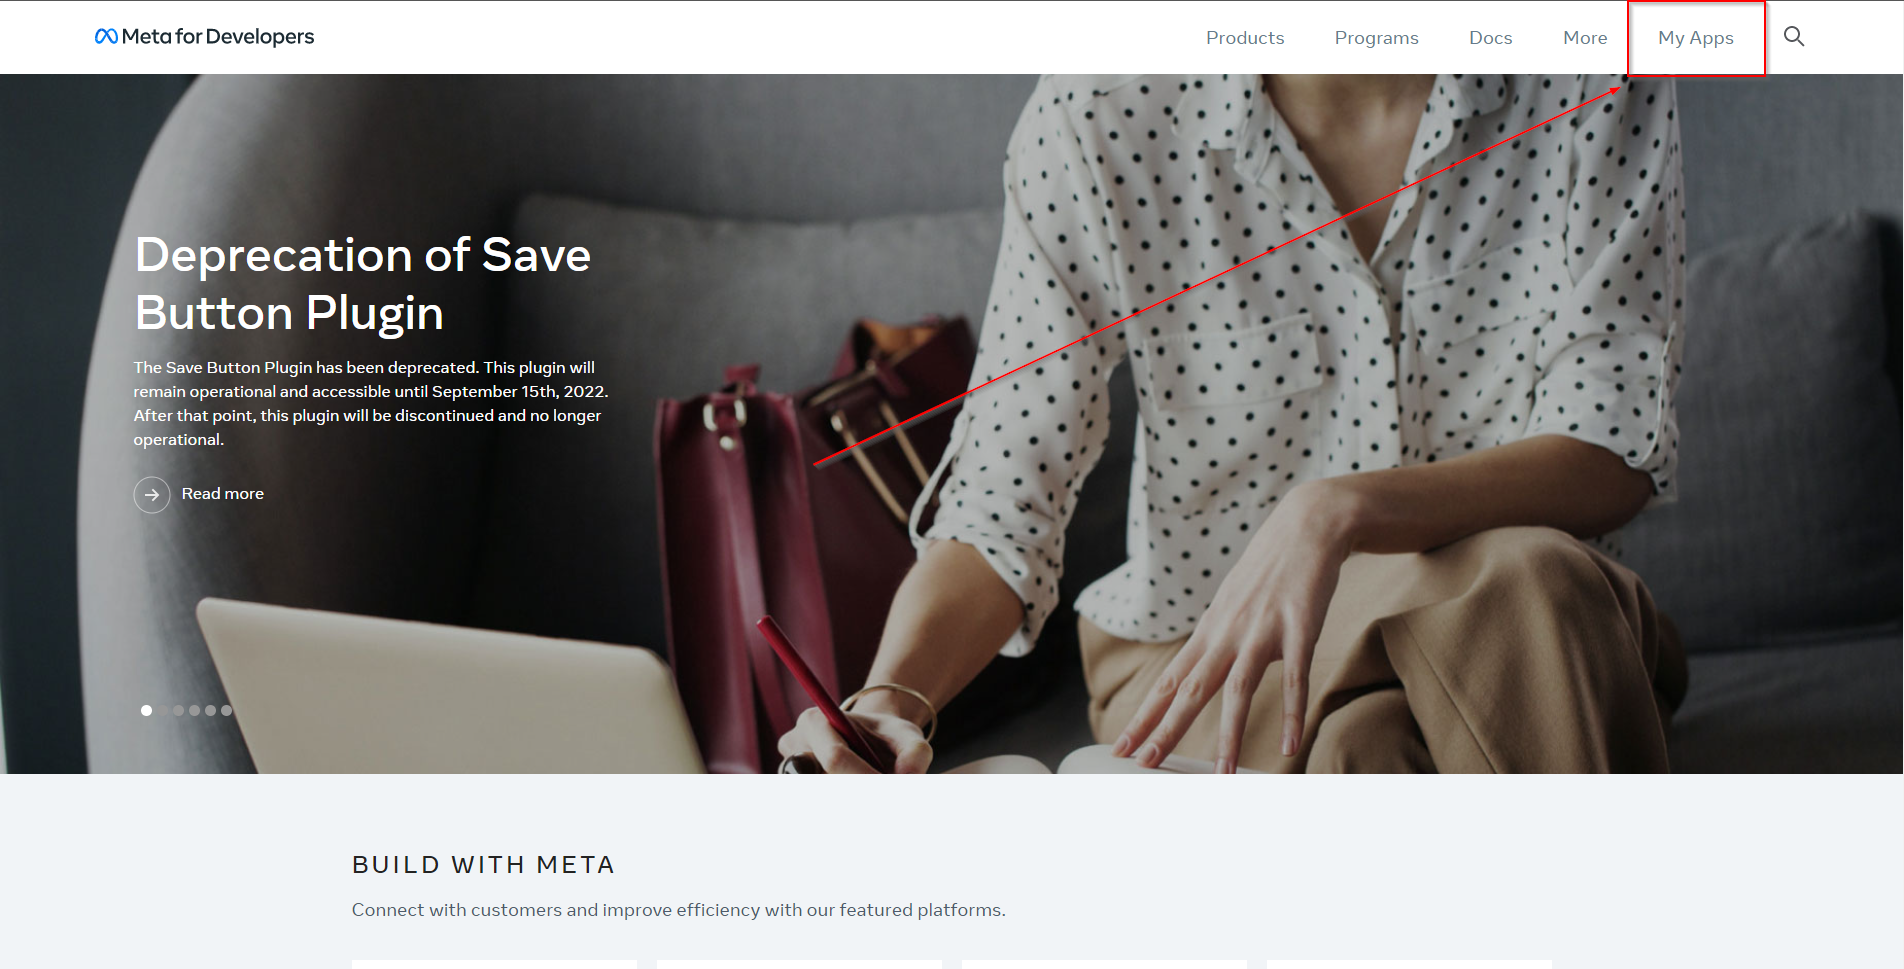 Meta for Developers
Products
Programs
Docs
More
My Apps
Deprecation of Save
Button Plugin
The Save Button Plugin has been deprecated. This plugin will
remain operational and accessible until September 15th, 2022.
After that point, this plugin will be discontinued and no longer
operational.
Read more
BUILD WITH META
Connect with customers and improve efficiency with our featured platforms.